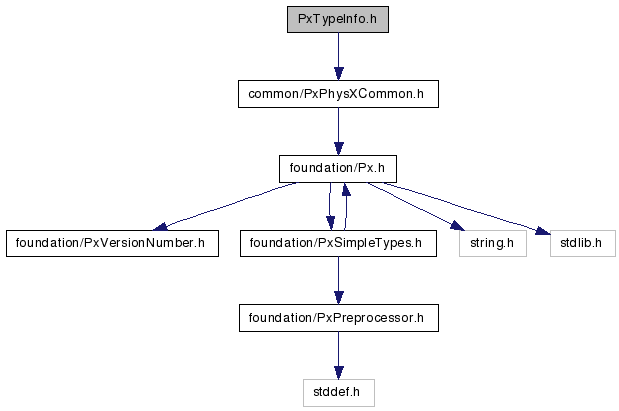 PxTypeInfo.h
common/PxPhysXCommon.h
foundation/Px.h
foundation/PxVersionNumber.h
foundation/PxSimpleTypes.h
string.h
stdlib.h
foundation/PxPreprocessor.h
stddef.h